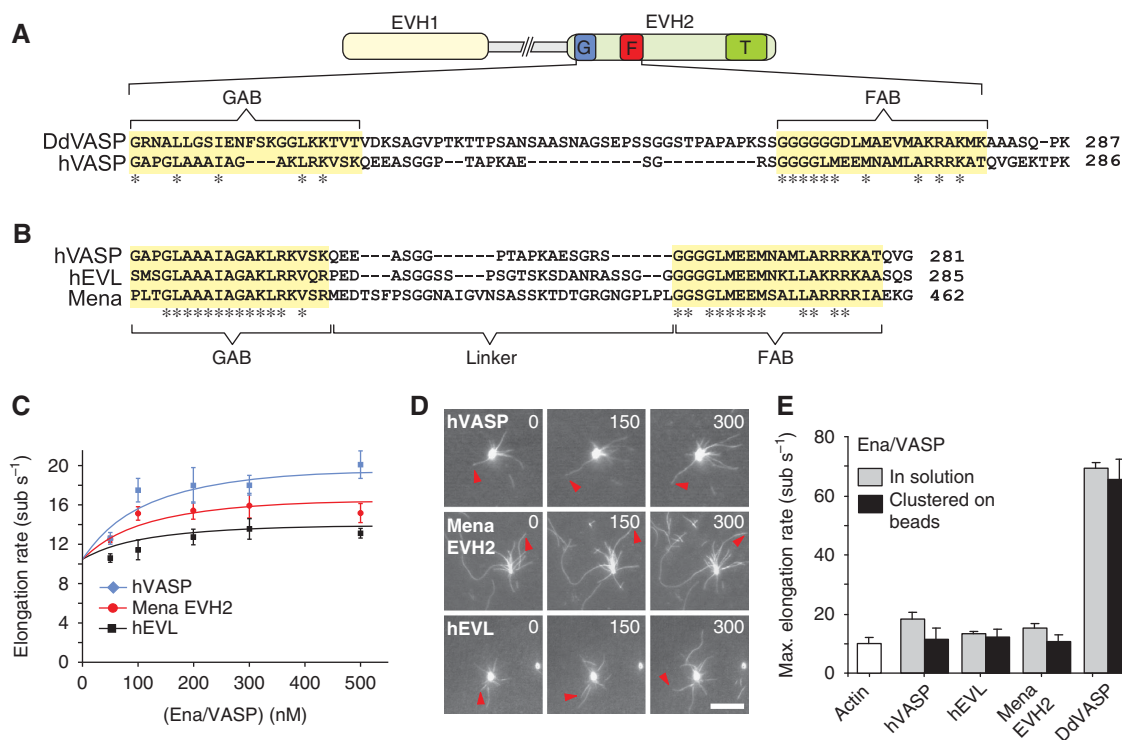 A
EVH1
EVH2
G
F
T
GAB
FAB
DdVASP GRNALLGSIENFSKGGLKKTVTVDKSAGVPTKTTPSANSAASNAGSEPSSGGSTPAPAPKSSGGGGGGDLMAEVMAKRAKMKAAASQ-PK 287
hVASP GAPGLAAAIAG---AKLRKVSKQEEASGGP--TAPKAE-----------SG------RSGGGGLMEEMNAMLARRRKATQVGEKTPK 286
* * * * * ****** * * * *
B
hVASP GAPGLAAAIAGAKLRKVSKQEE---ASGG------PTAPKAESGRS------GGGGLMEEMNAMLARRRKATQVG 281
hEVL SMSGLAAAIAGAKLRRVQRPED---ASGGSS---PSGTSKSDANRASSG-GGGGLMEEMNKLLAKRRKAASQS 285
Mena PLTGLAAAIAGAKLRKVSRMEDTSFPSGGNAIGVNSASSKTDTGRGNGPLPLGGSGLMEEMSALLARRRRIAEKG 462
************ * ** ****** ** **
GAB
Linker
FAB
C
Elongation rate (sub s⁻¹)
20
16
12
8
4
0
hVASP
Mena EVH2
hEVL
0 100 200 300 400 500
(Ena/VASP) (nM)
D
hVASP 0 150 300
Mena EVH2 0 150 300
hEVL 0 150 300
E
Max. elongation rate (sub s⁻¹)
80
60
40
20
0
Ena/VASP
In solution
Clustered on
beads
Actin
hVASP
hEVL
Mena
EVH2
DdVASP